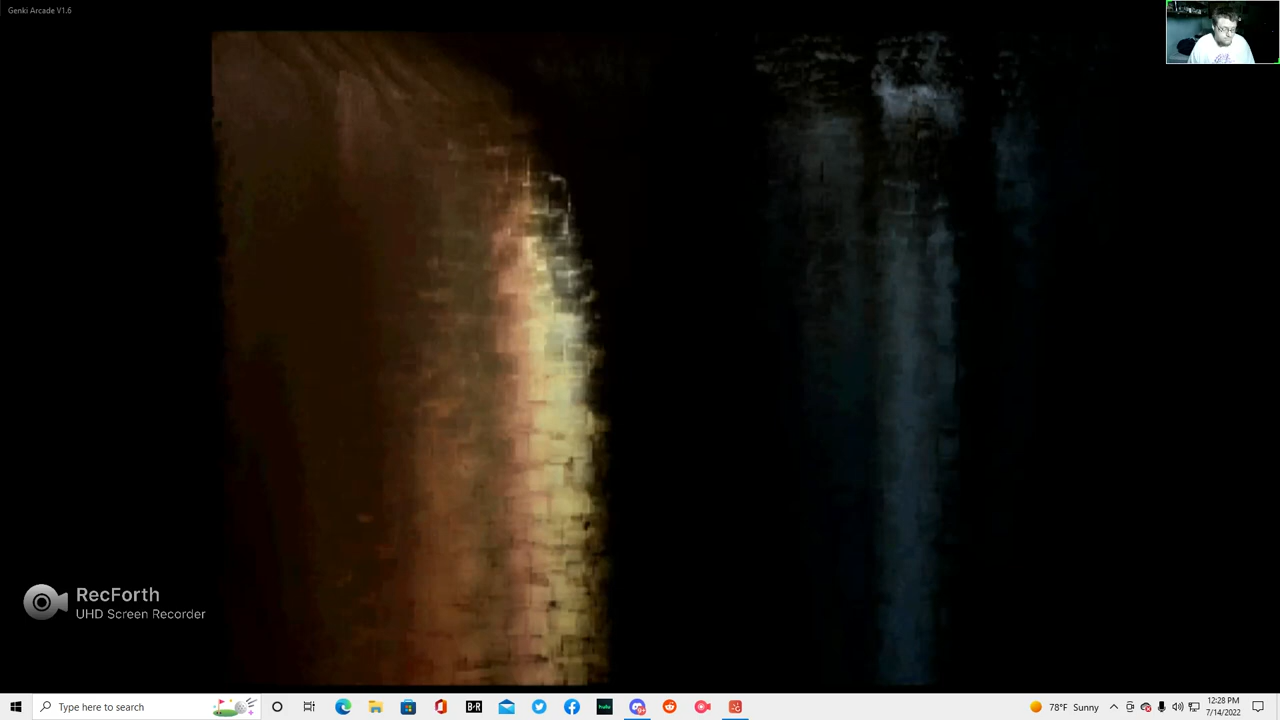 Genki Arcade V1.6
RecForth
UHD Screen Recorder
Type here to search
B·R
hulu
78°F Sunny
12:28 PM
7/14/2022